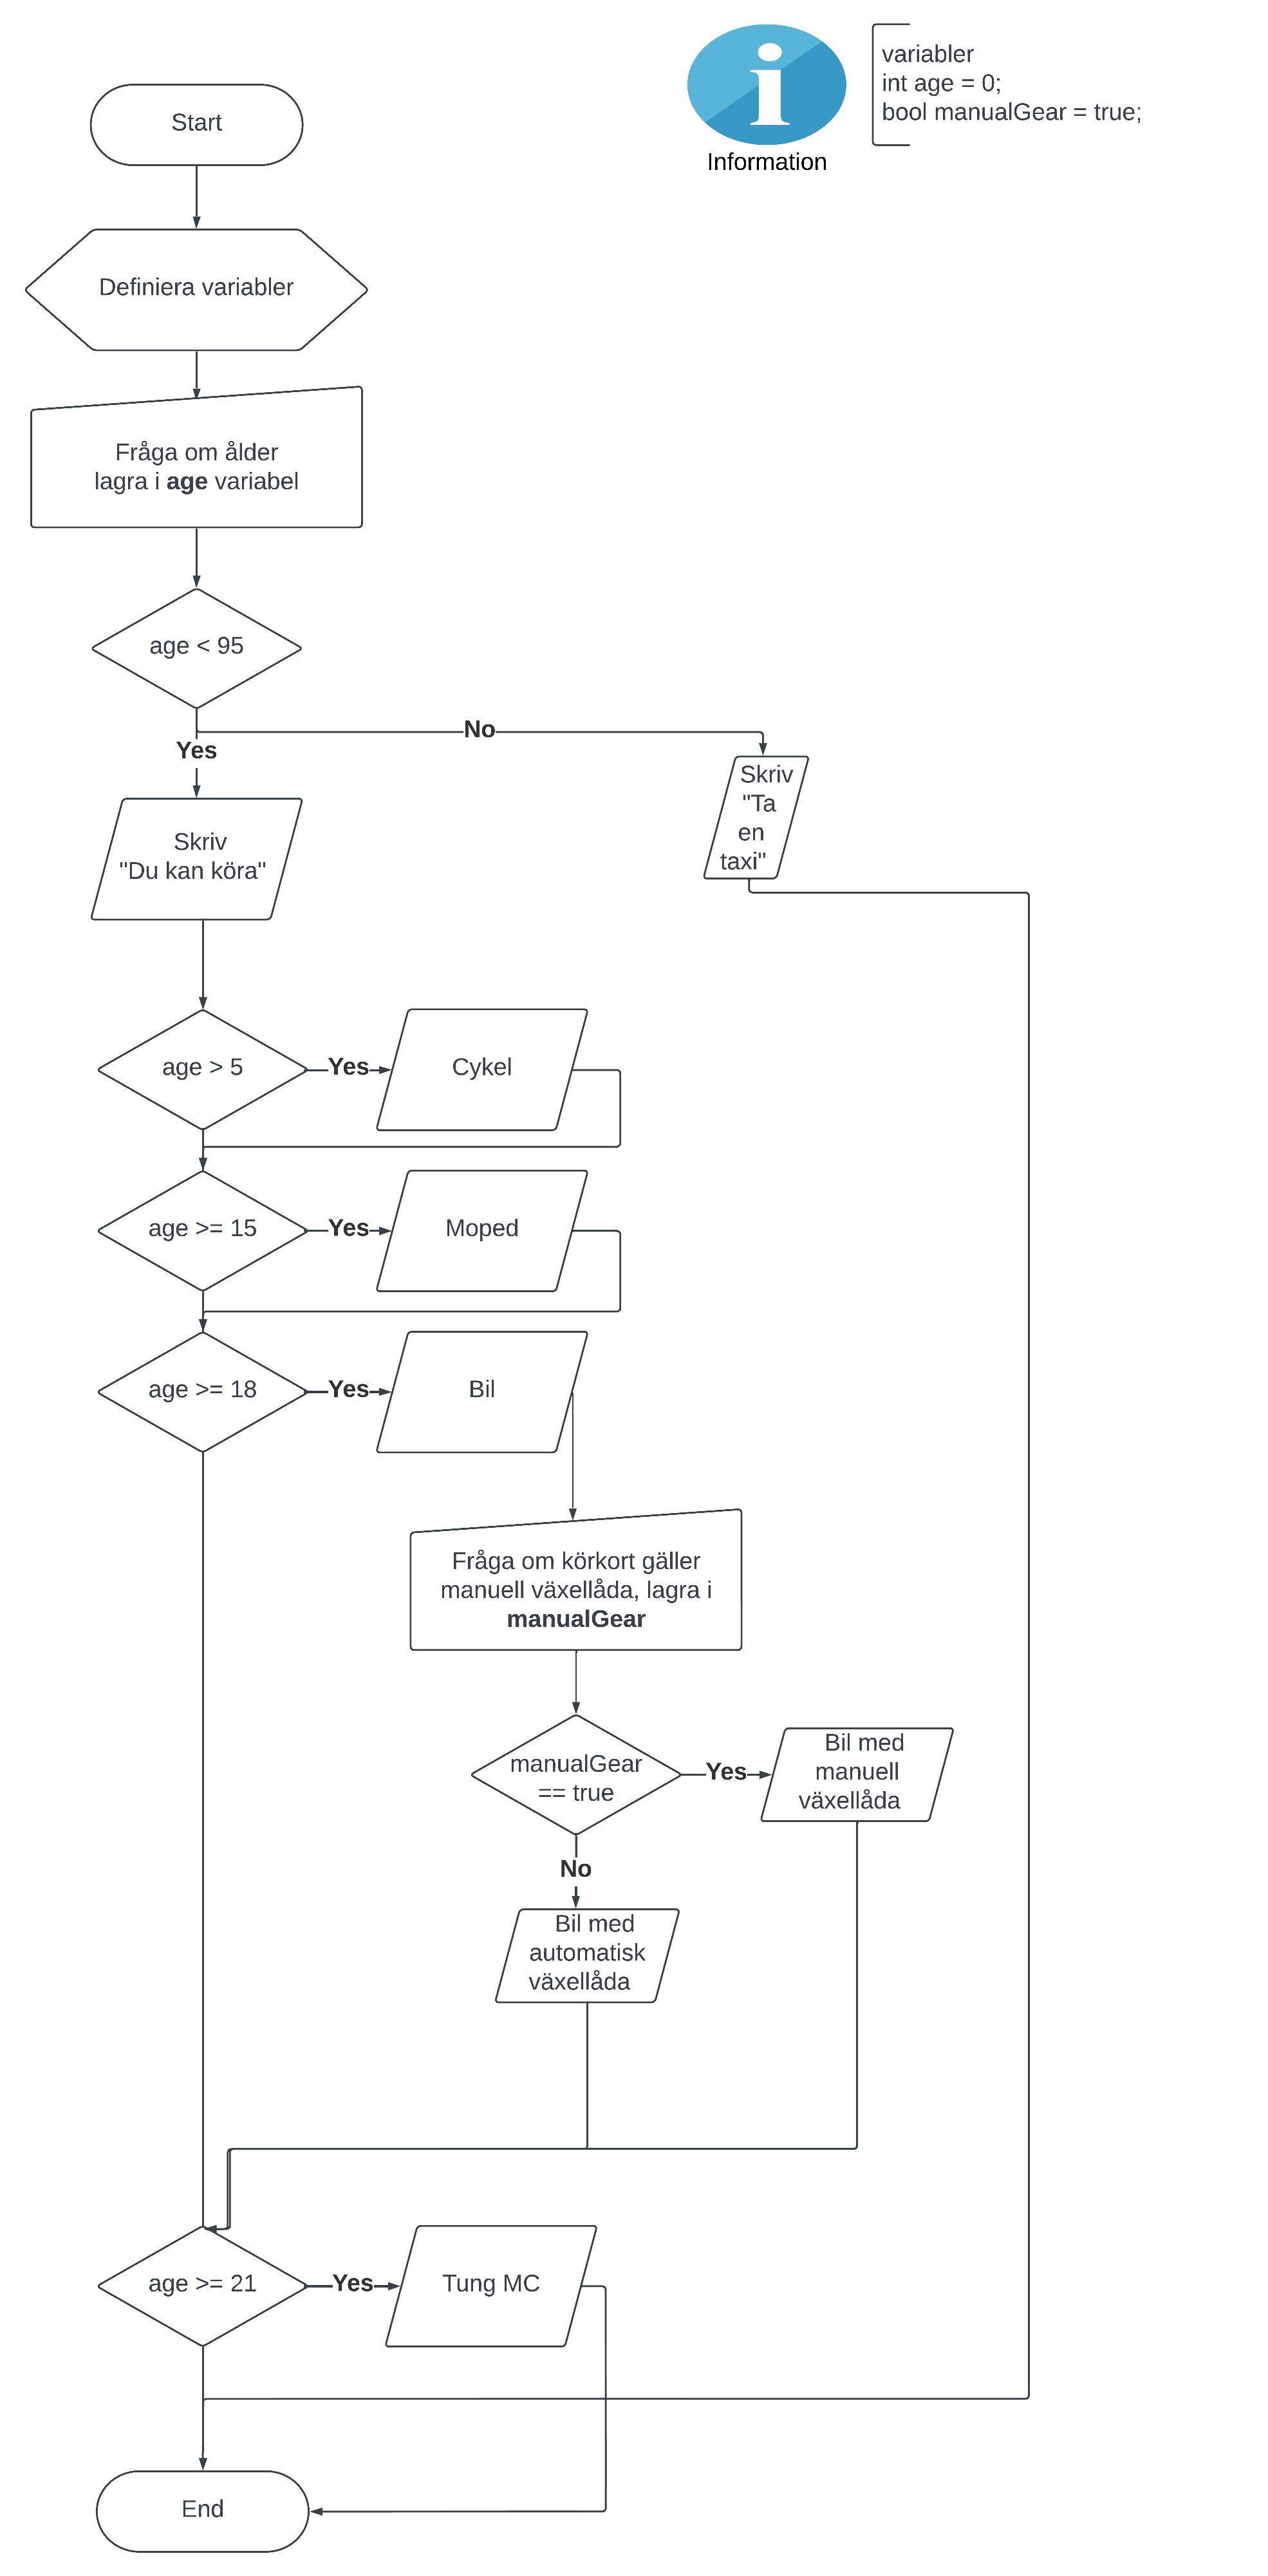 variabler
int age = 0;
bool manualGear = true;
Information
Start
Definiera variabler
Fråga om ålder
lagra i age variabel
age < 95
No
Yes
Skriv
"Ta
en
taxi"
Skriv
"Du kan köra"
age > 5
Yes
Cykel
age >= 15
Yes
Moped
age >= 18
Yes
Bil
Fråga om körkort gäller
manuell växellåda, lagra i
manualGear
manualGear
== true
Yes
Bil med
manuell
växellåda
No
Bil med
automatisk
växellåda
age >= 21
Yes
Tung MC
End